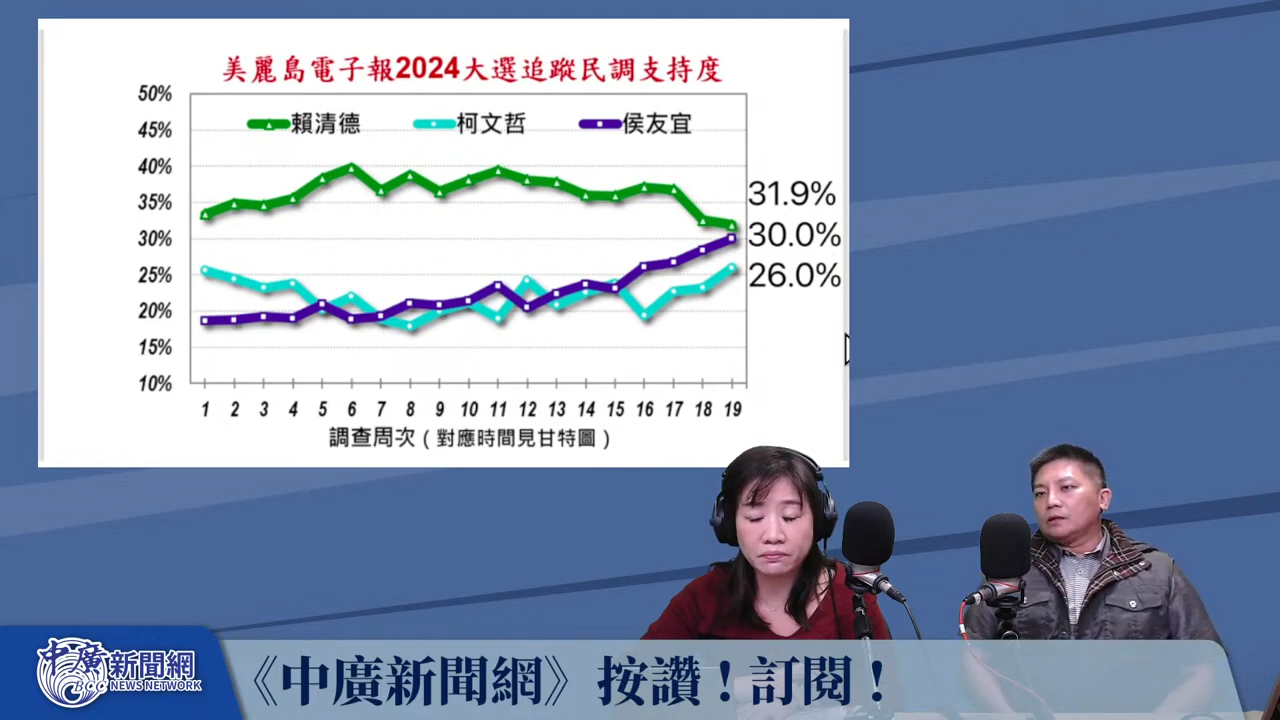 美麗島電子報2024大選追蹤民調支持度
50%
45%
40%
35%
30%
25%
20%
15%
10%
賴清德
柯文哲
侯友宜
31.9%
30.0%
26.0%
1 2 3 4 5 6 7 8 9 10 11 12 13 14 15 16 17 18 19
調查周次(對應時間見甘特圖)
中廣新聞網
NEWS NETWORK
《中廣新聞網》按讚!訂閱!